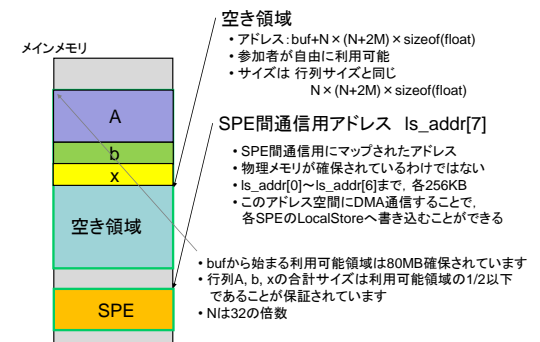 空き領域
• アドレス：buf+N×(N+2M)×sizeof(float)
• 参加者が自由に利用可能
• サイズは 行列サイズと同じ
N×(N+2M)×sizeof(float)
メインメモリ
A
b
x
空き領域
SPE
SPE間通信用アドレス ls_addr[7]
• SPE間通信用にマップされたアドレス
• 物理メモリが確保されているわけではない
• ls_addr[0]～ls_addr[6]まで，各256KB
• このアドレス空間にDMA通信することで，
各SPEのLocalStoreへ書き込むことができる
• bufから始まる利用可能領域は80MB確保されています
• 行列A, b, xの合計サイズは利用可能領域の1/2以下
であることが保証されています
• Nは32の倍数